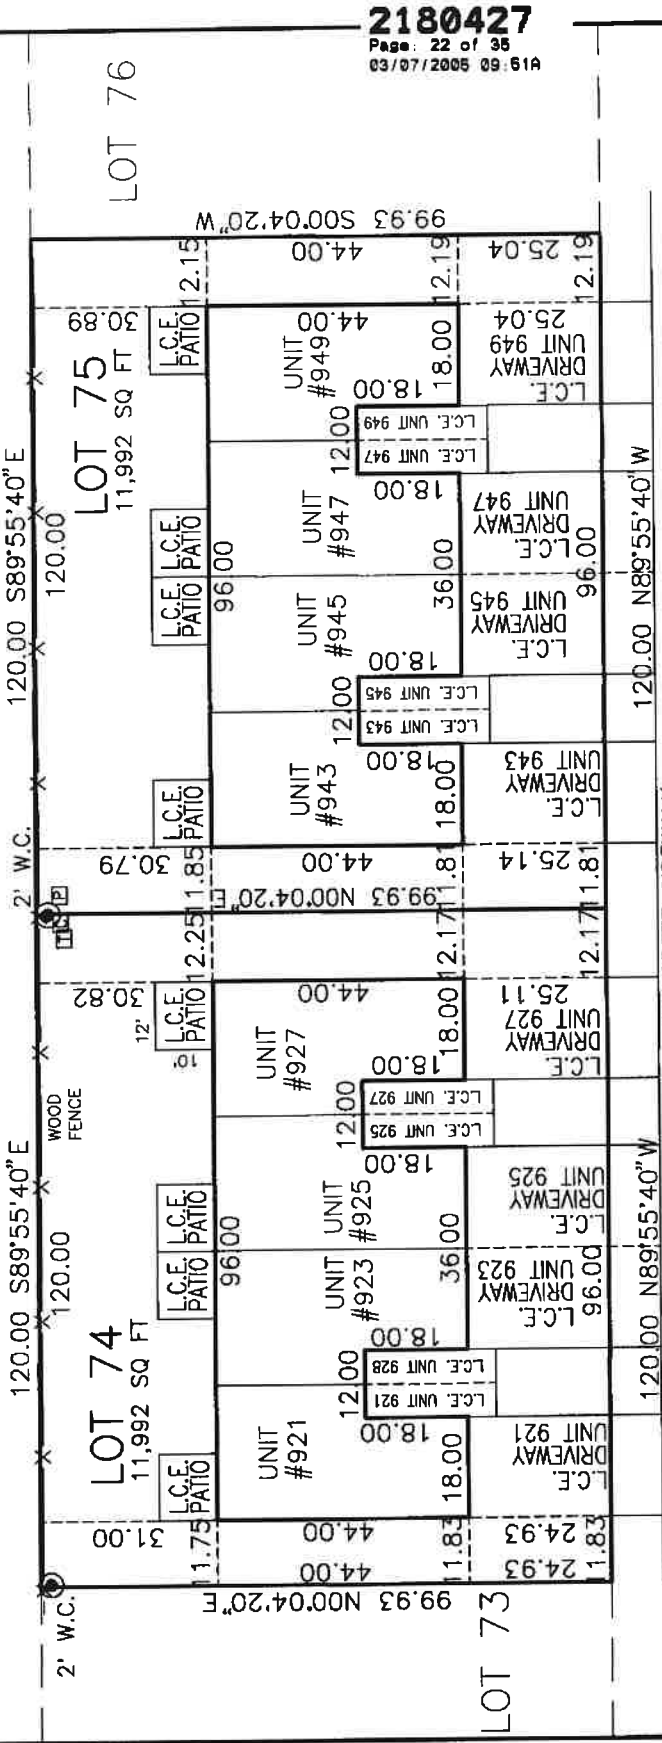 2180427
Page: 22 of 35
03/07/2005 09:51A
LOT 76
99.93 S00°04'20"W
120.00 S89°55'40"E
120.00
LOT 75
11,992 SQ FT
30.89
12.15
44.00
12.19
25.04
12.19
L.C.E.
PATIO
UNIT
#949
44.00
18.00
18.00
25.04
L.C.E.
DRIVEWAY
UNIT 949
12.00
L.C.E. UNIT 949
L.C.E. UNIT 947
18.00
L.C.E.
PATIO
UNIT
#947
L.C.E.
DRIVEWAY
UNIT 947
96.00
36.00
96.00
120.00 N89°55'40"W
L.C.E.
PATIO
UNIT
#945
L.C.E.
DRIVEWAY
UNIT 945
18.00
12.00
L.C.E. UNIT 945
L.C.E. UNIT 943
18.00
18.00
L.C.E.
PATIO
UNIT
#943
L.C.E.
DRIVEWAY
UNIT 943
2' W.C.
30.79
11.85
44.00
11.81
25.14
11.81
99.93 N00°04'20"E
T
C
P
12.25
12.17
12.17
30.82
44.00
25.11
12'
10'
L.C.E.
PATIO
UNIT
#927
18.00
18.00
L.C.E.
DRIVEWAY
UNIT 927
WOOD
FENCE
12.00
L.C.E. UNIT 927
L.C.E. UNIT 925
18.00
120.00 S89°55'40"E
120.00
L.C.E.
PATIO
UNIT
#925
L.C.E.
DRIVEWAY
UNIT 925
96.00
36.00
96.00
120.00 N89°55'40"W
L.C.E.
PATIO
UNIT
#923
L.C.E.
DRIVEWAY
UNIT 923
18.00
12.00
L.C.E. UNIT 928
L.C.E. UNIT 921
18.00
18.00
LOT 74
11,992 SQ FT
L.C.E.
PATIO
UNIT
#921
L.C.E.
DRIVEWAY
UNIT 921
31.00
11.75
44.00
44.00
11.83
24.93
24.93
11.83
99.93 N00°04'20"E
2' W.C.
LOT 73